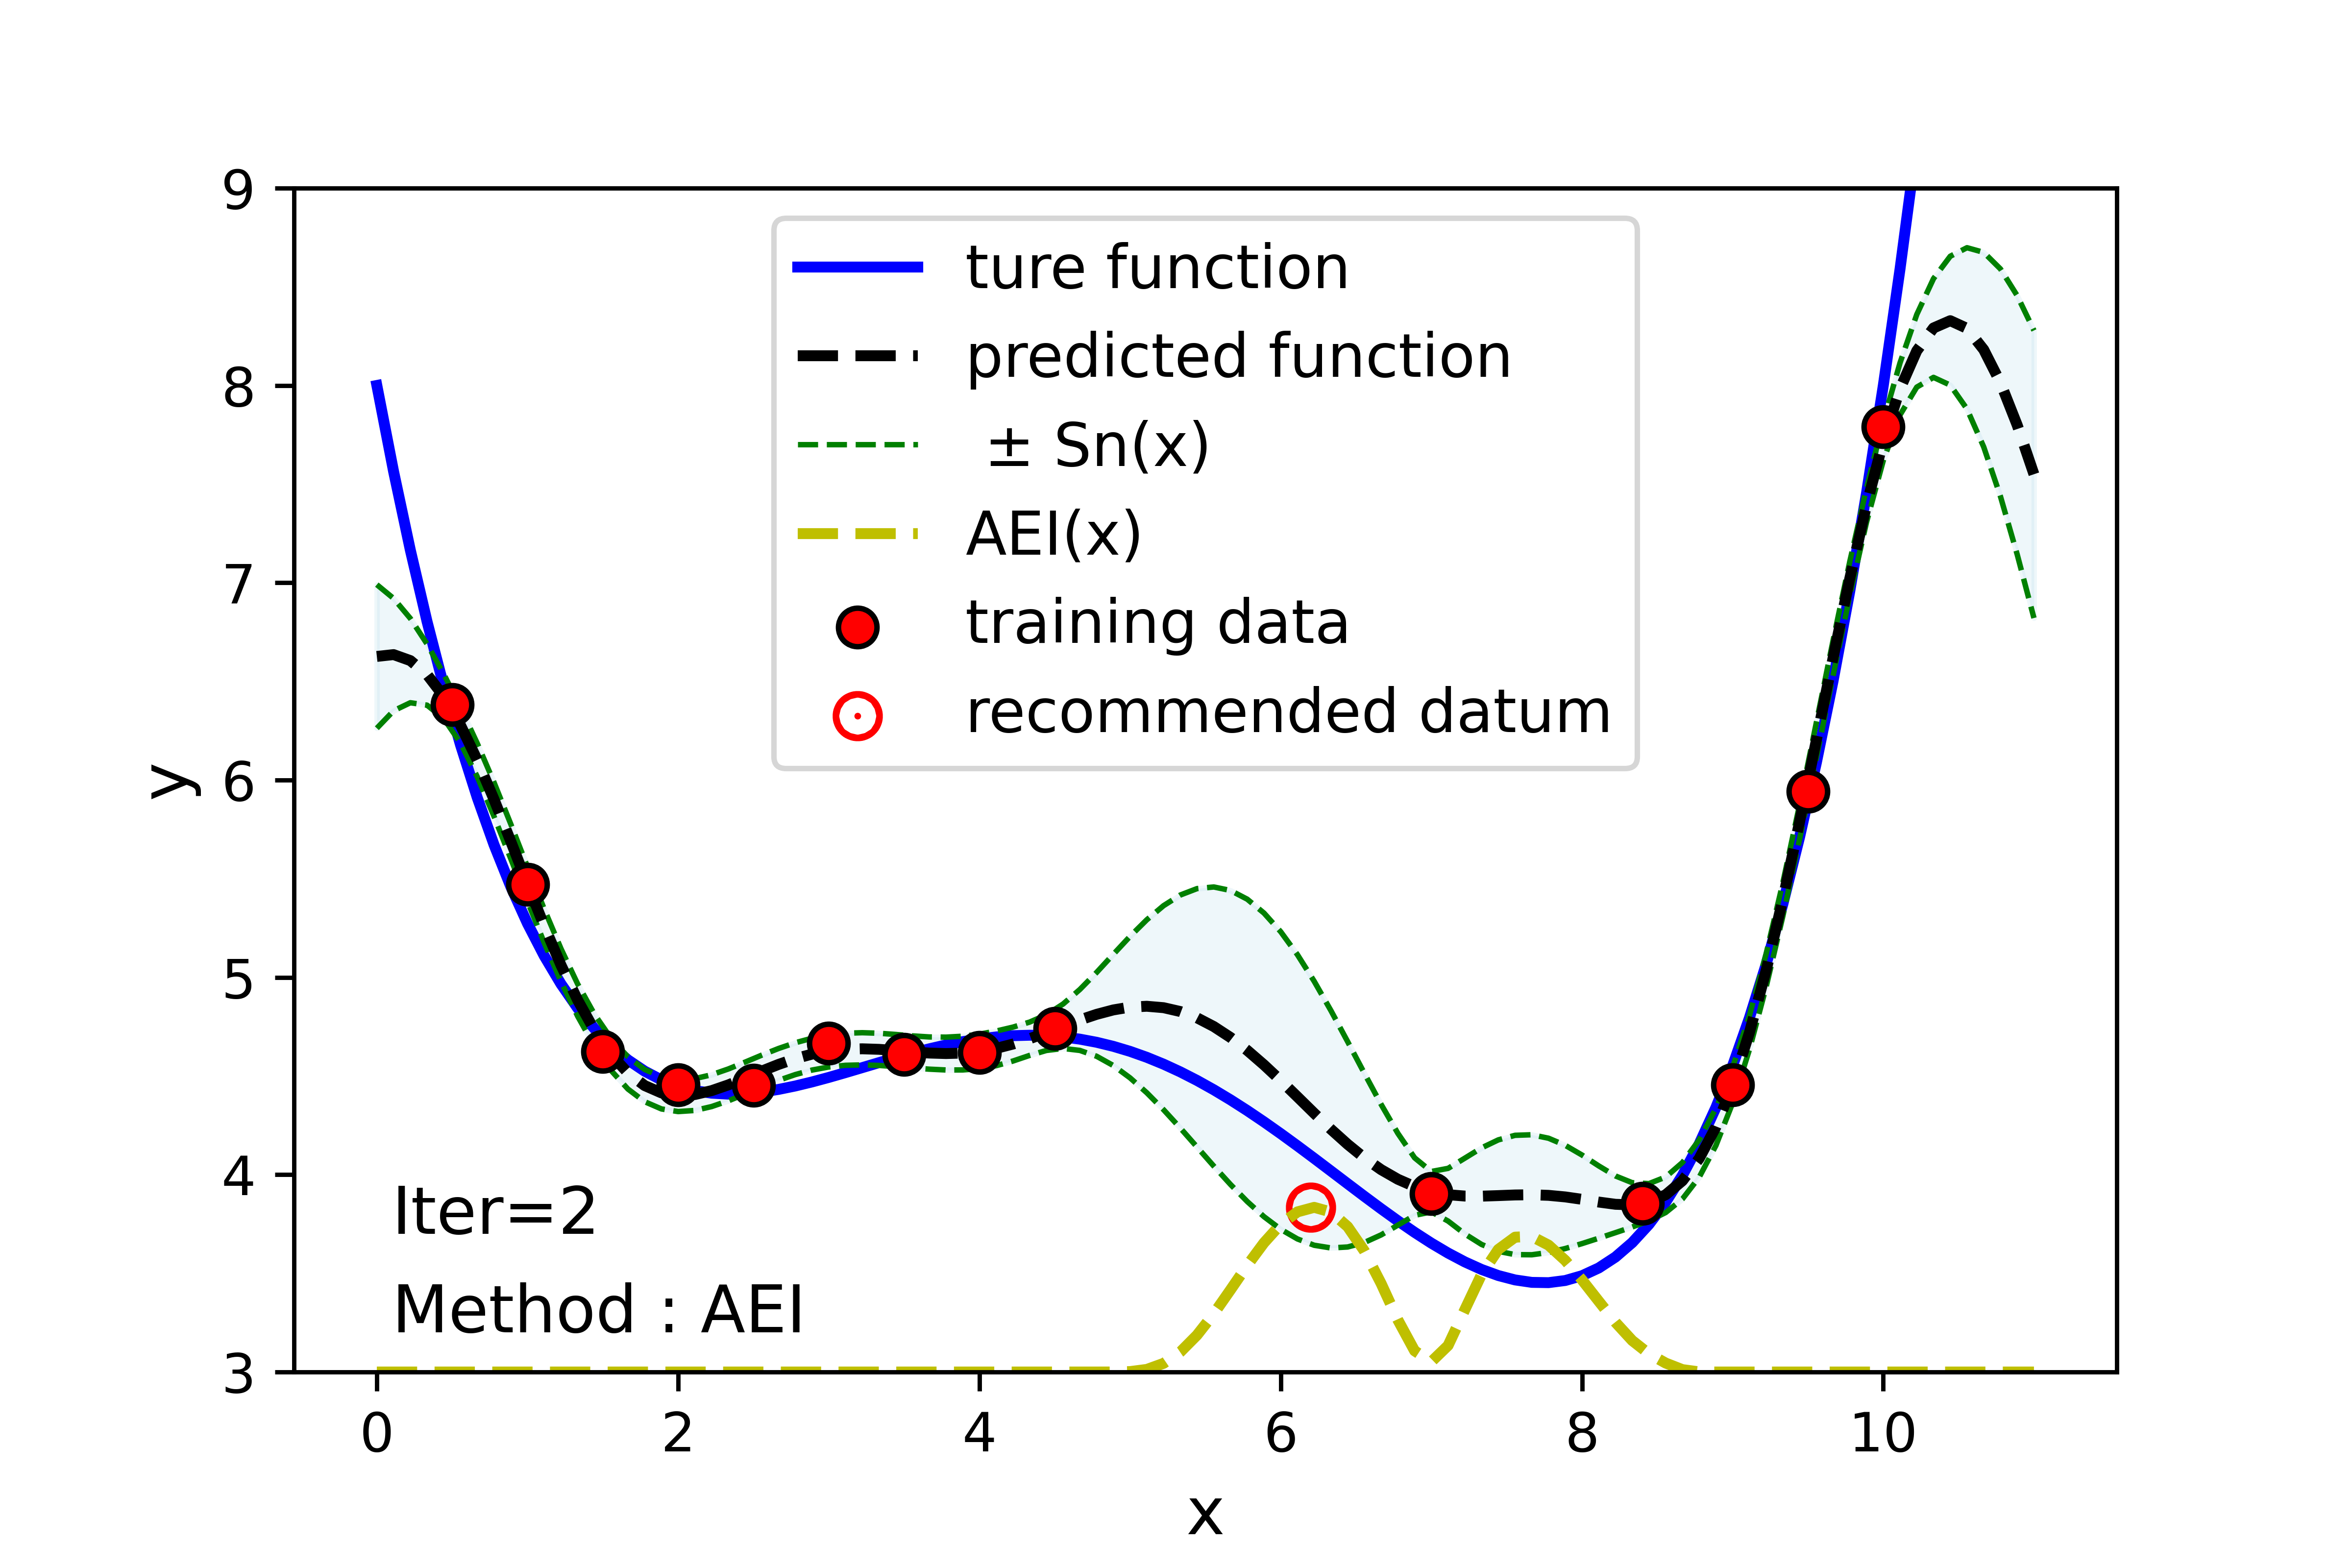 9
8
7
6
5
4
3
y
ture function
predicted function
± Sn(x)
AEI(x)
training data
recommended datum
Iter=2
Method : AEI
0 2 4 6 8 10
x